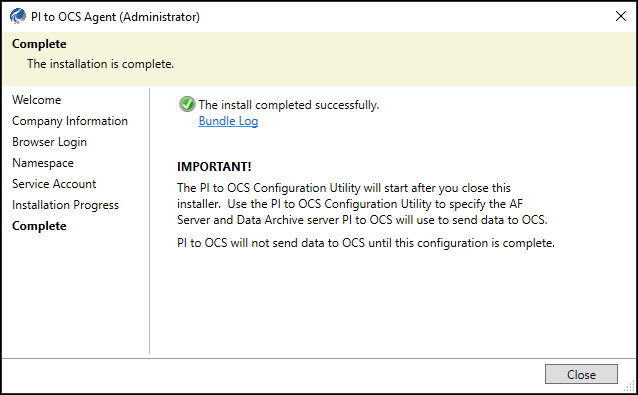 PI to OCS Agent (Administrator)
Complete
The installation is complete.
Welcome
Company Information
Browser Login
Namespace
Service Account
Installation Progress
Complete
The install completed successfully.
Bundle Log
IMPORTANT!
The PI to OCS Configuration Utility will start after you close this
installer.  Use the PI to OCS Configuration Utility to specify the AF
Server and Data Archive server PI to OCS will use to send data to OCS.
PI to OCS will not send data to OCS until this configuration is complete.
Close